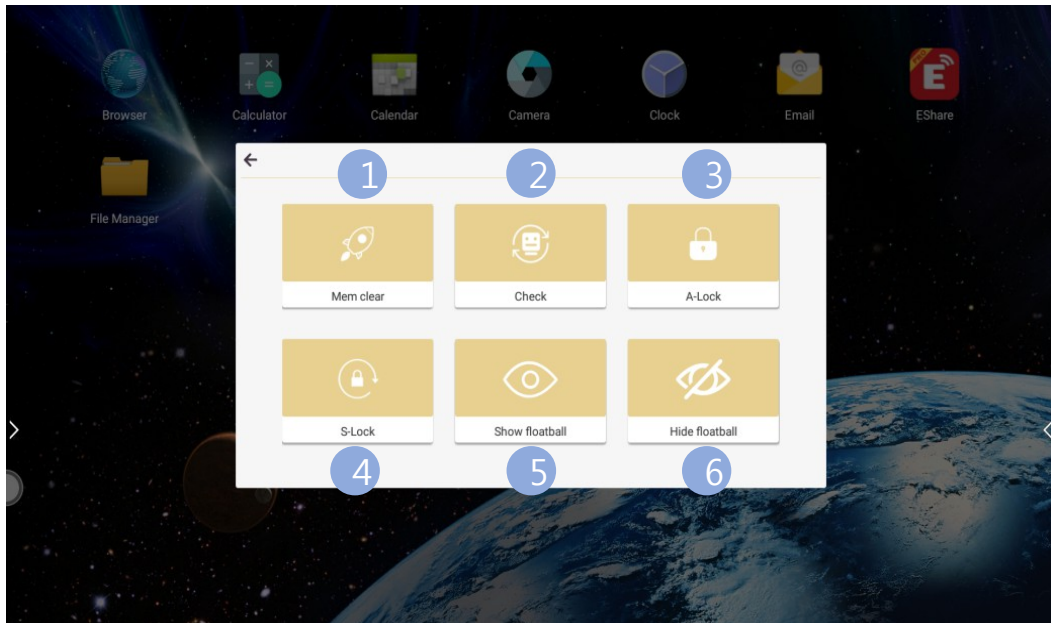 Browser
Calculator
Calendar
Camera
Clock
Email
EShare
PRO
E
File Manager
1
2
3
Mem clear
Check
A-Lock
S-Lock
Show floatball
Hide floatball
4
5
6